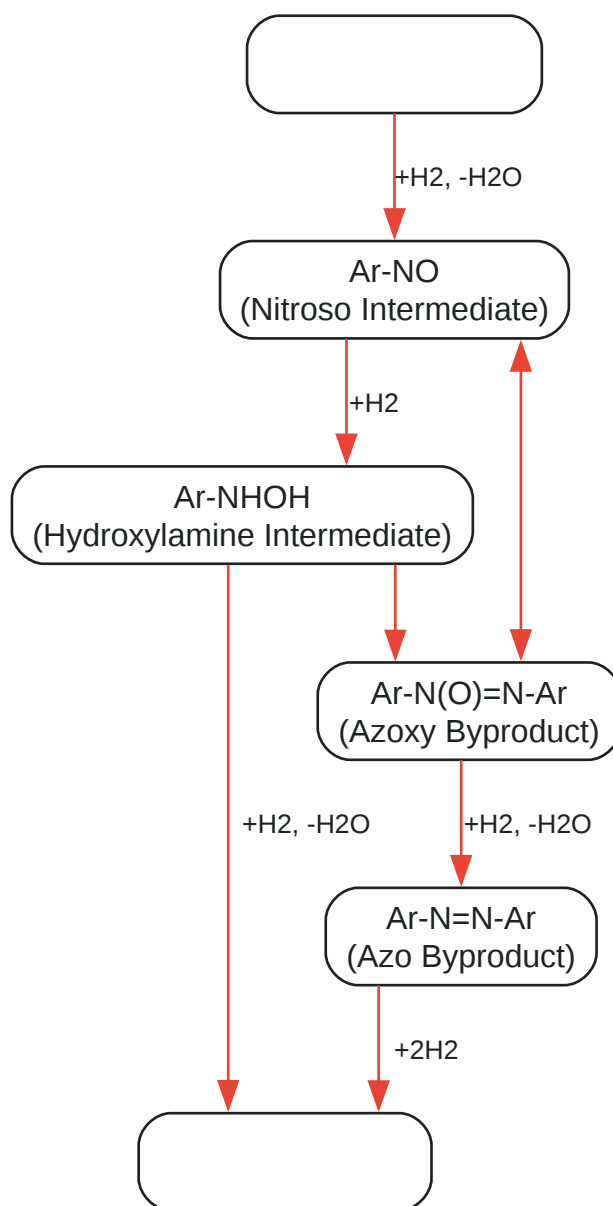 +H2, -H2O
Ar-NO
(Nitroso Intermediate)
+H2
Ar-NHOH
(Hydroxylamine Intermediate)
Ar-N(O)=N-Ar
(Azoxy Byproduct)
+H2, -H2O
+H2, -H2O
Ar-N=N-Ar
(Azo Byproduct)
+2H2